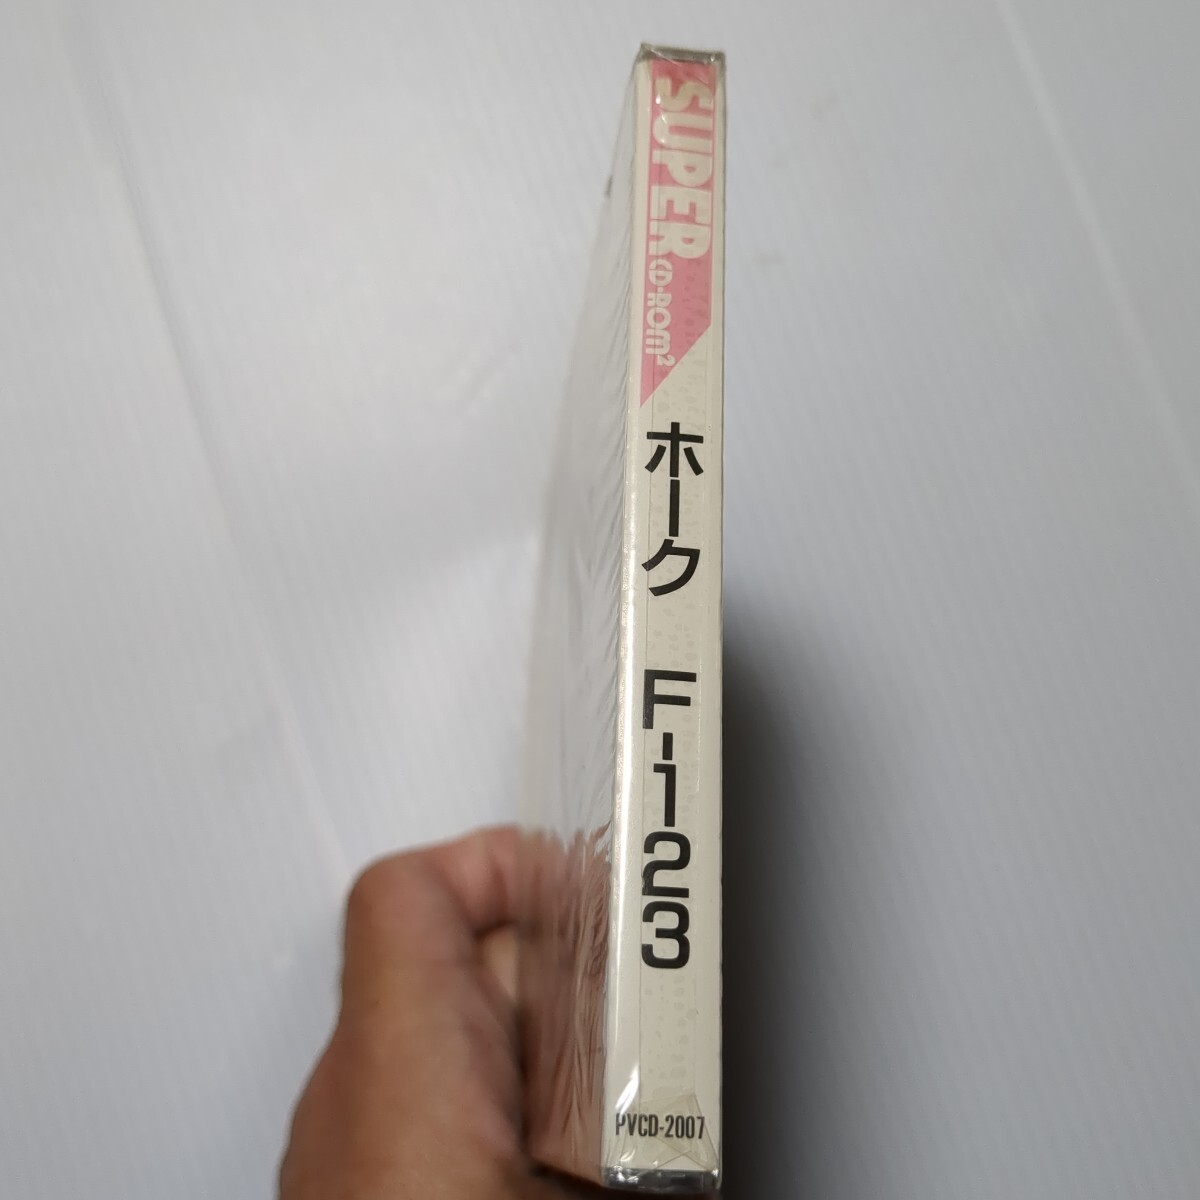 SUPER
CD-ROM²
ホーク F-123
PVCD-2007